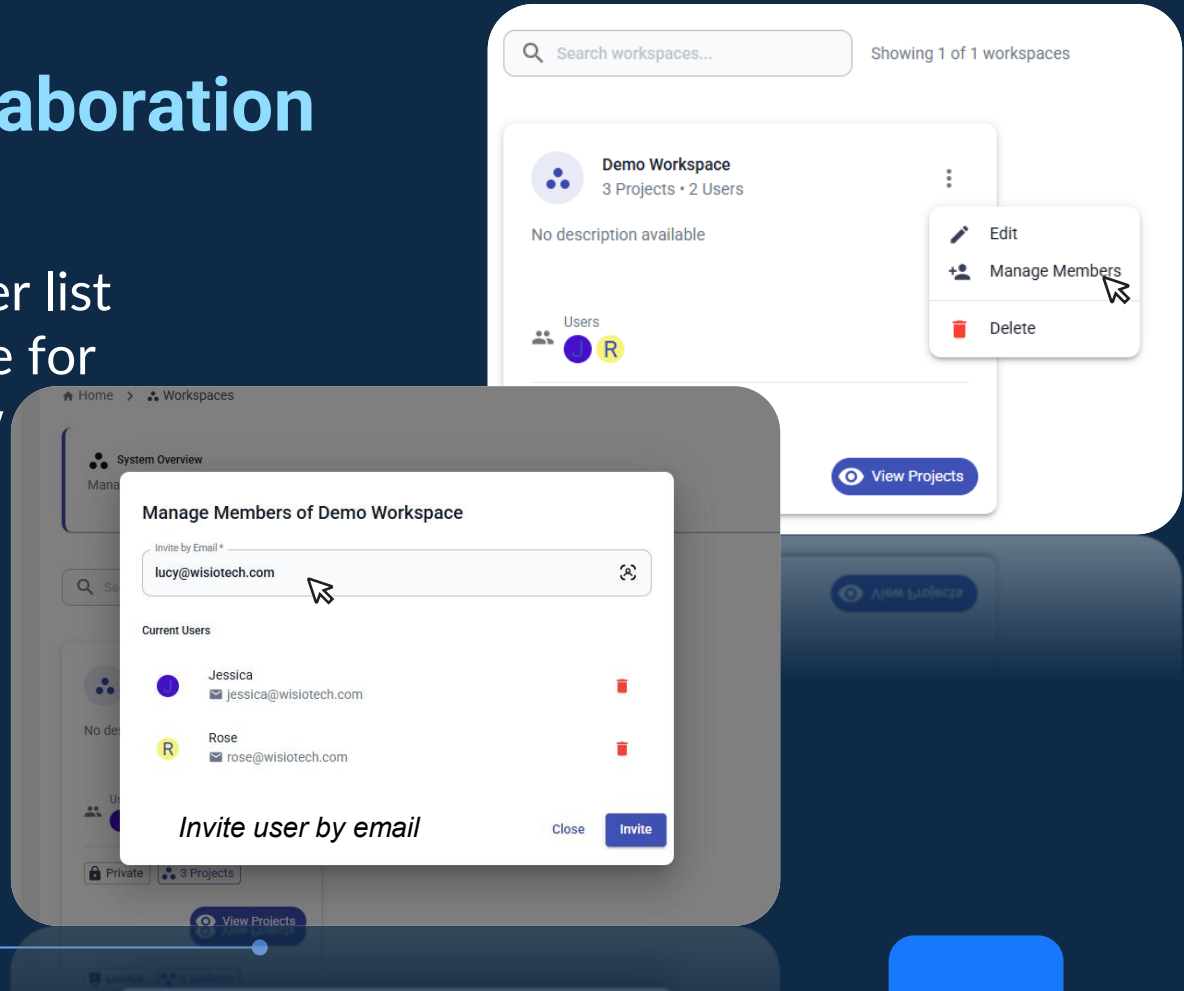 aboration
er list
e for
Search workspaces...
Showing 1 of 1 workspaces
Demo Workspace
3 Projects • 2 Users
No description available
Edit
Manage Members
Delete
Users
J R
View Projects
Home > Workspaces
System Overview
Mana
Manage Members of Demo Workspace
Invite by Email *
lucy@wisiotech.com
Se
Current Users
J
Jessica
jessica@wisiotech.com
No de
R
Rose
rose@wisiotech.com
Us
Invite user by email
Close
Invite
Private
3 Projects
View Projects